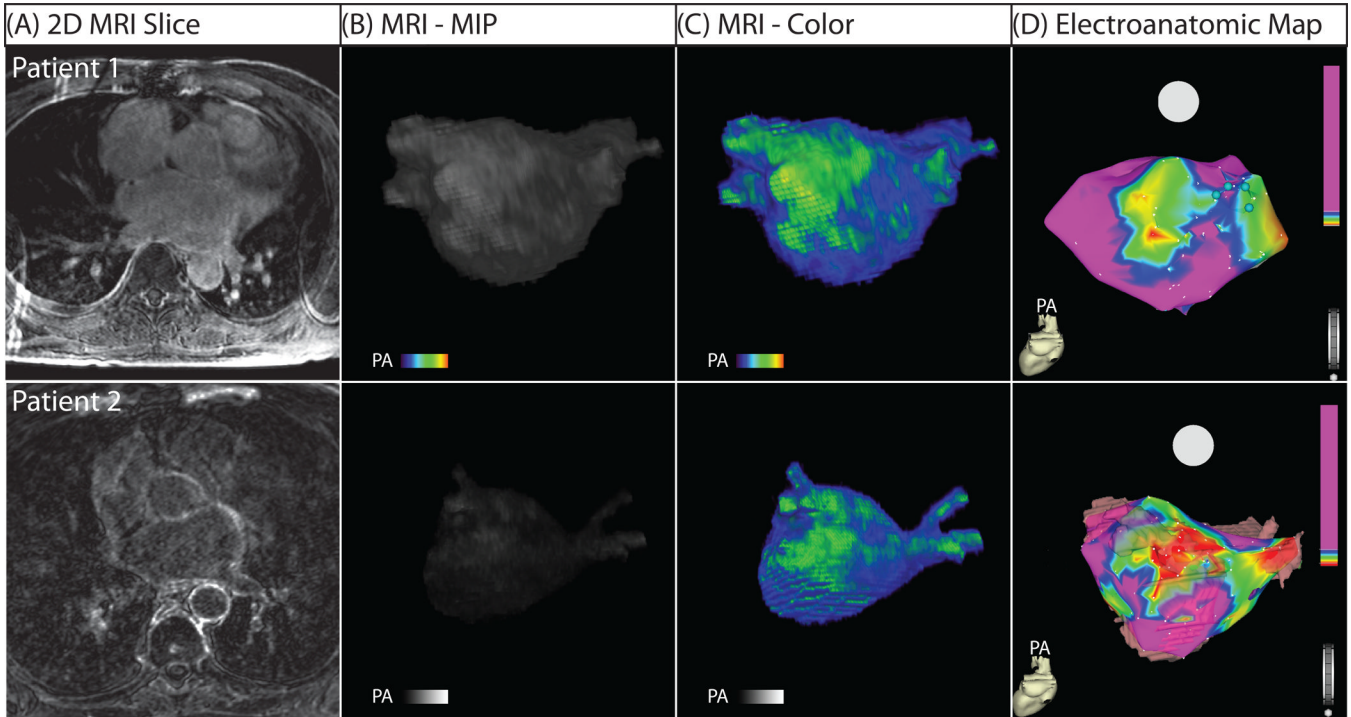 (A) 2D MRI Slice
(B) MRI - MIP
(C) MRI - Color
(D) Electroanatomic Map
Patient 1
PA
PA
PA
Patient 2
PA
PA
PA